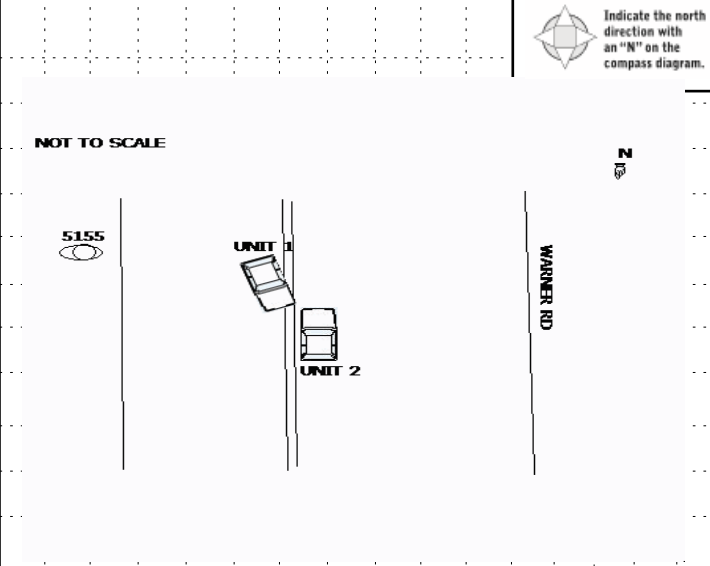 Indicate the north
direction with
an “N” on the
compass diagram.
NOT TO SCALE
N
5155
UNIT 1
WARNER RD
UNIT 2